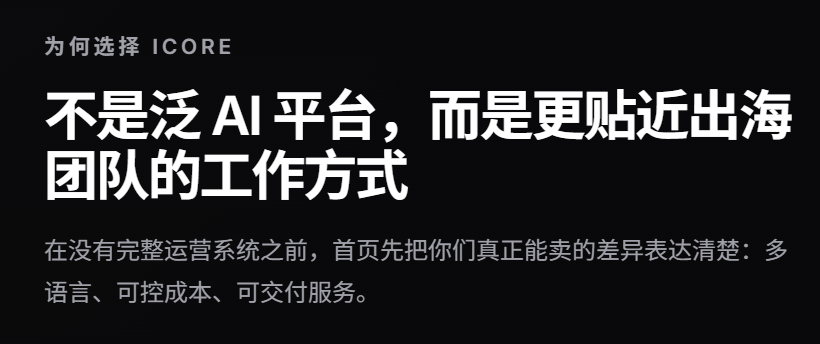 为何选择 ICORE
不是泛 AI 平台，而是更贴近出海
团队的工作方式
在没有完整运营系统之前，首页先把你们真正能卖的差异表达清楚：多
语言、可控成本、可交付服务。